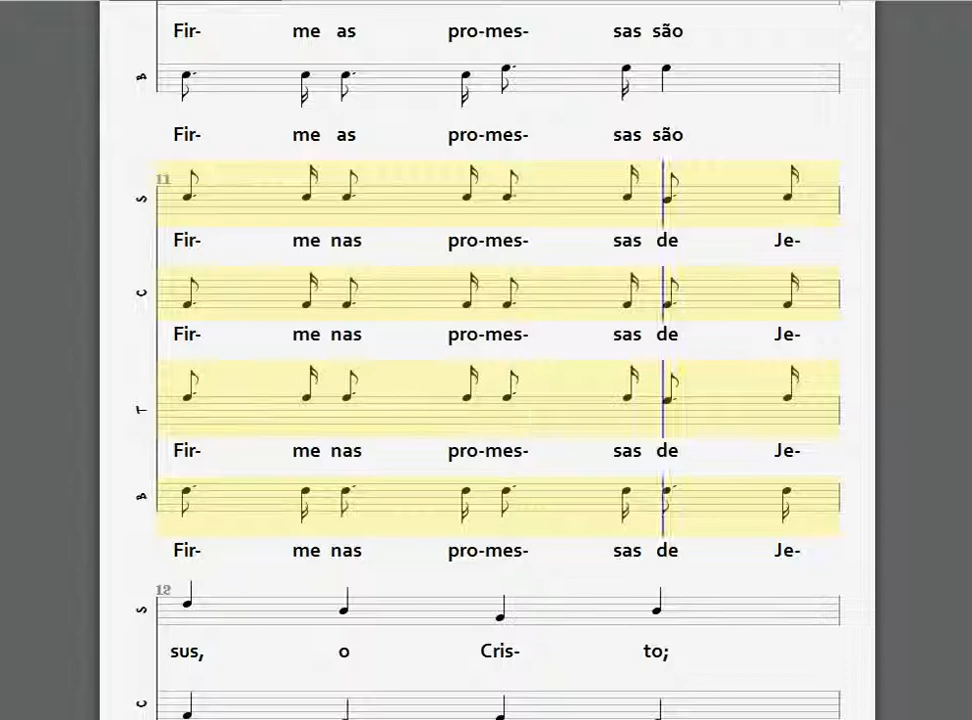 Fir- me as pro-mes- sas são
A
Fir- me as pro-mes- sas são
11
S
Fir- me nas pro-mes- sas de Je-
C
Fir- me nas pro-mes- sas de Je-
T
Fir- me nas pro-mes- sas de Je-
A
Fir- me nas pro-mes- sas de Je-
12
S
sus, o Cris- to;
C